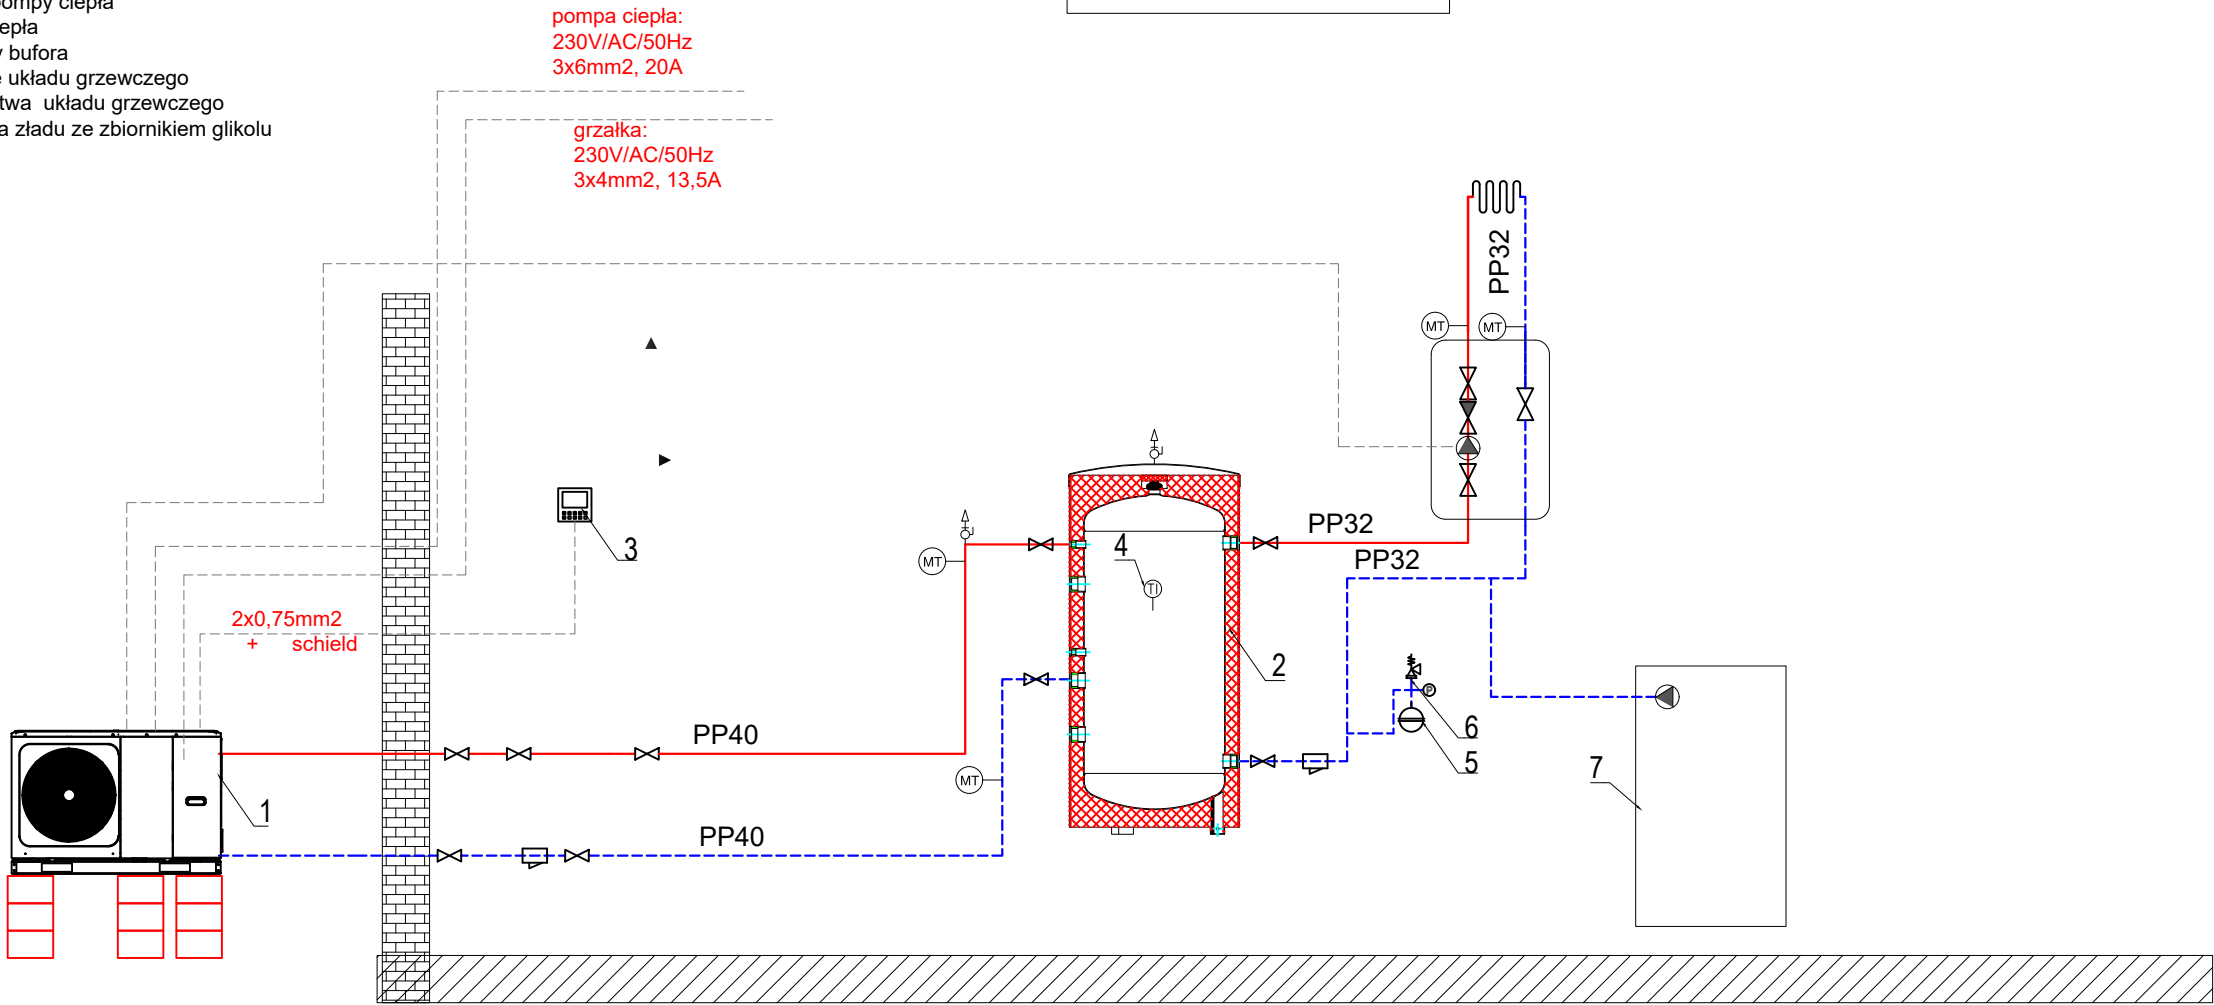 pompy ciepła
epła
y bufora
e układu grzewczego
twa układu grzewczego
a zładu ze zbiornikiem glikolu
pompa ciepła:
230V/AC/50Hz
3x6mm2, 20A
grzałka:
230V/AC/50Hz
3x4mm2, 13,5A
PP32
MT
MT
3
MT
4
TI
PP32
PP32
2x0,75mm2
+ schield
2
P
6
5
7
PP40
MT
1
PP40